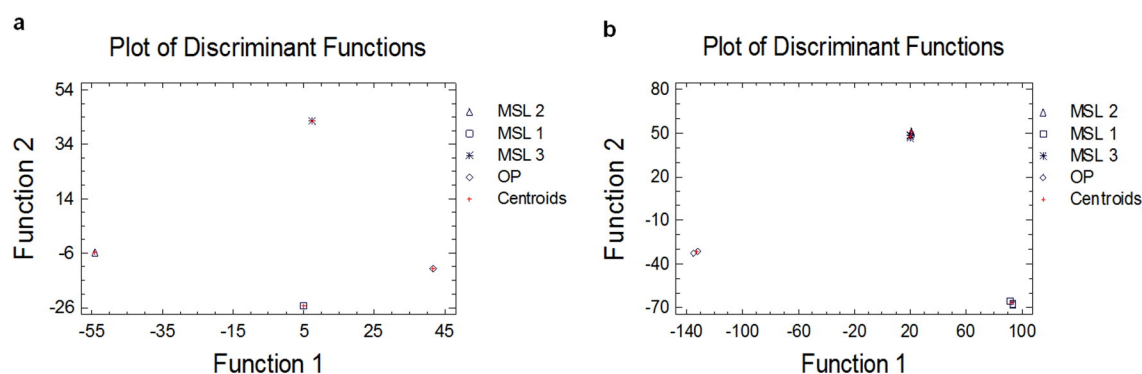 a
Plot of Discriminant Functions
54
34
14
-6
-26
Function 2
-55 -35 -15 5 25 45
Function 1
MSL 2
MSL 1
MSL 3
OP
Centroids
b
Plot of Discriminant Functions
80
50
20
-10
-40
-70
Function 2
-140 -100 -60 -20 20 60 100
Function 1
MSL 2
MSL 1
MSL 3
OP
Centroids